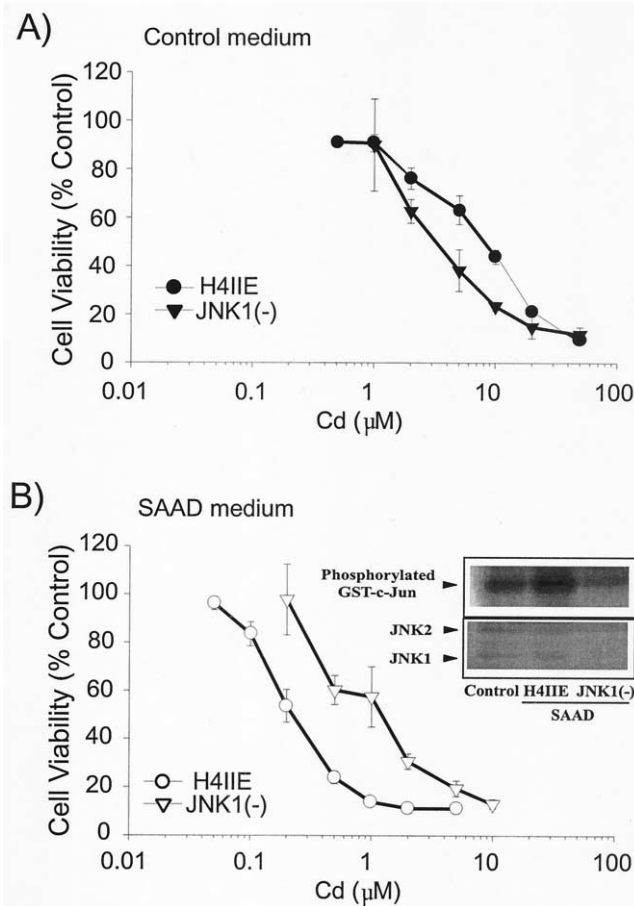 A)
Control medium
Cell Viability (% Control)
120
100
80
60
40
20
0
H4IIE
JNK1(-)
0.01 0.1 1 10 100
Cd (μM)
B)
SAAD medium
Cell Viability (% Control)
120
100
80
60
40
20
0
H4IIE
JNK1(-)
0.01 0.1 1 10 100
Cd (μM)
Phosphorylated
GST-c-Jun
JNK2
JNK1
Control H4IIE JNK1(-)
SAAD